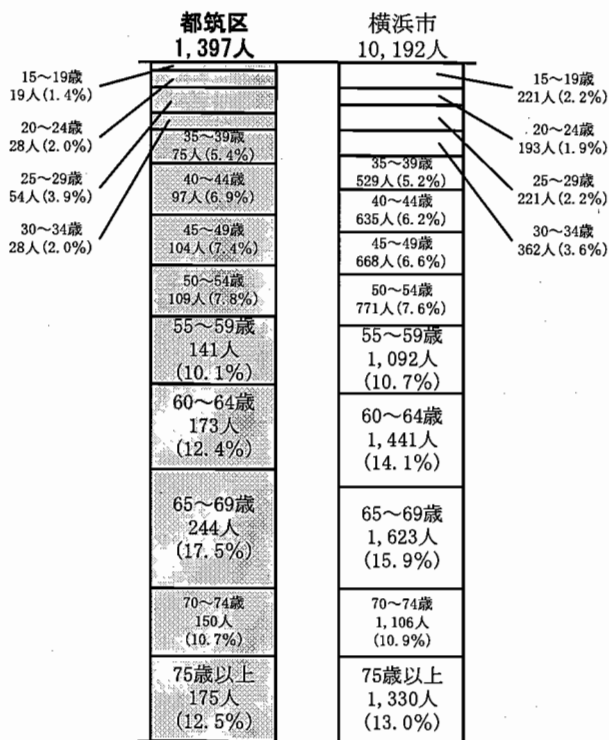 都筑区
1,397人
15～19歳
19人(1.4%)
20～24歳
28人(2.0%)
25～29歳
54人(3.9%)
30～34歳
28人(2.0%)
35～39歳
75人(5.4%)
40～44歳
97人(6.9%)
45～49歳
104人(7.4%)
50～54歳
109人(7.8%)
55～59歳
141人
(10.1%)
60～64歳
173人
(12.4%)
65～69歳
244人
(17.5%)
70～74歳
150人
(10.7%)
75歳以上
175人
(12.5%)
横浜市
10,192人
15～19歳
221人(2.2%)
20～24歳
193人(1.9%)
25～29歳
221人(2.2%)
30～34歳
362人(3.6%)
35～39歳
529人(5.2%)
40～44歳
635人(6.2%)
45～49歳
668人(6.6%)
50～54歳
771人(7.6%)
55～59歳
1,092人
(10.7%)
60～64歳
1,441人
(14.1%)
65～69歳
1,623人
(15.9%)
70～74歳
1,106人
(10.9%)
75歳以上
1,330人
(13.0%)